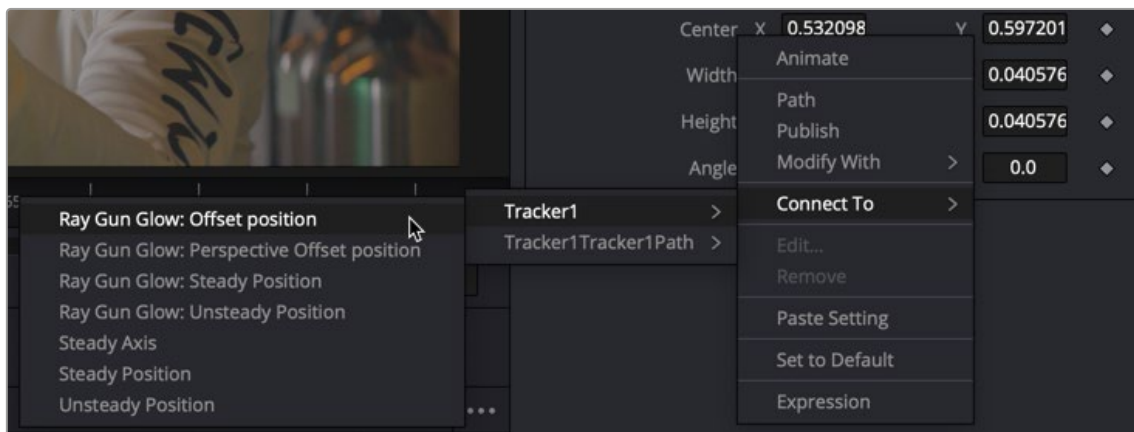 Center X 0.532098 Y 0.597201
Width 0.040576
Height 0.040576
Angle 0.0
Animate
Path
Publish
Modify With >
Connect To >
Edit...
Remove
Paste Setting
Set to Default
Expression
Tracker1 >
Tracker1Tracker1Path >
Ray Gun Glow: Offset position
Ray Gun Glow: Perspective Offset position
Ray Gun Glow: Steady Position
Ray Gun Glow: Unsteady Position
Steady Axis
Steady Position
Unsteady Position